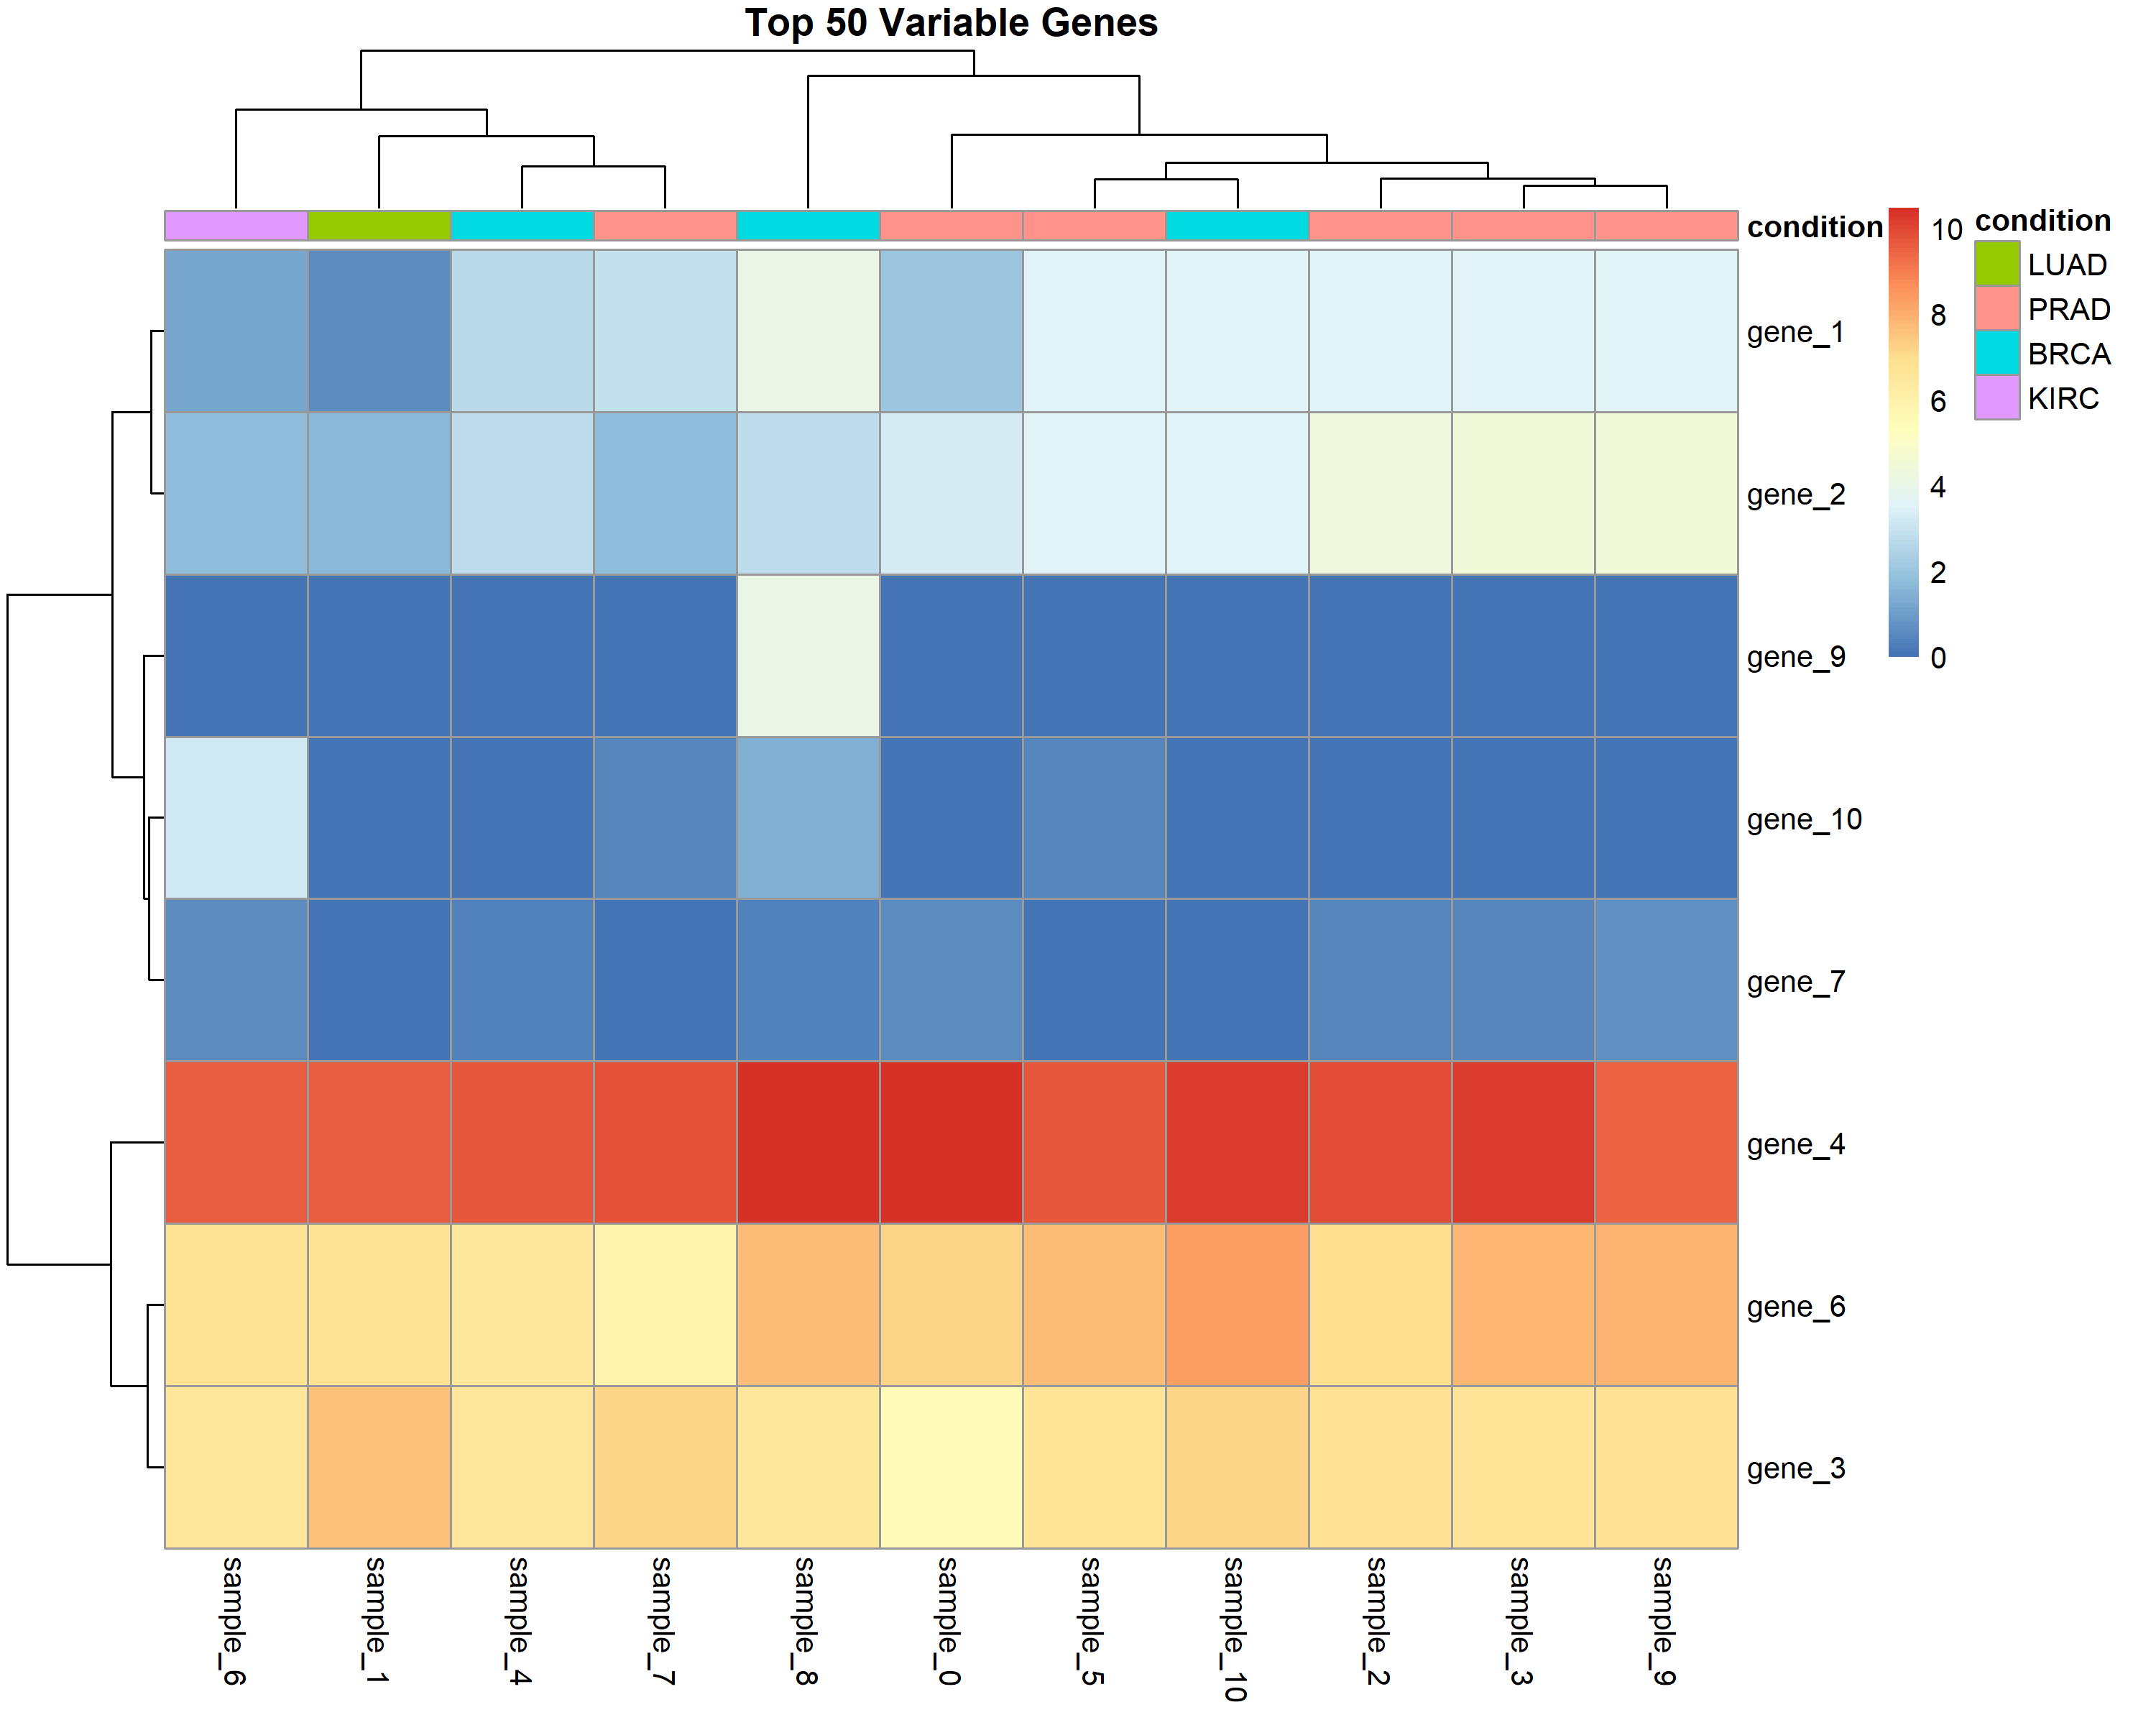 Top 50 Variable Genes
condition
gene_1
gene_2
gene_9
gene_10
gene_7
gene_4
gene_6
gene_3
sample_6
sample_1
sample_4
sample_7
sample_8
sample_0
sample_5
sample_10
sample_2
sample_3
sample_9
10
8
6
4
2
0
condition
LUAD
PRAD
BRCA
KIRC